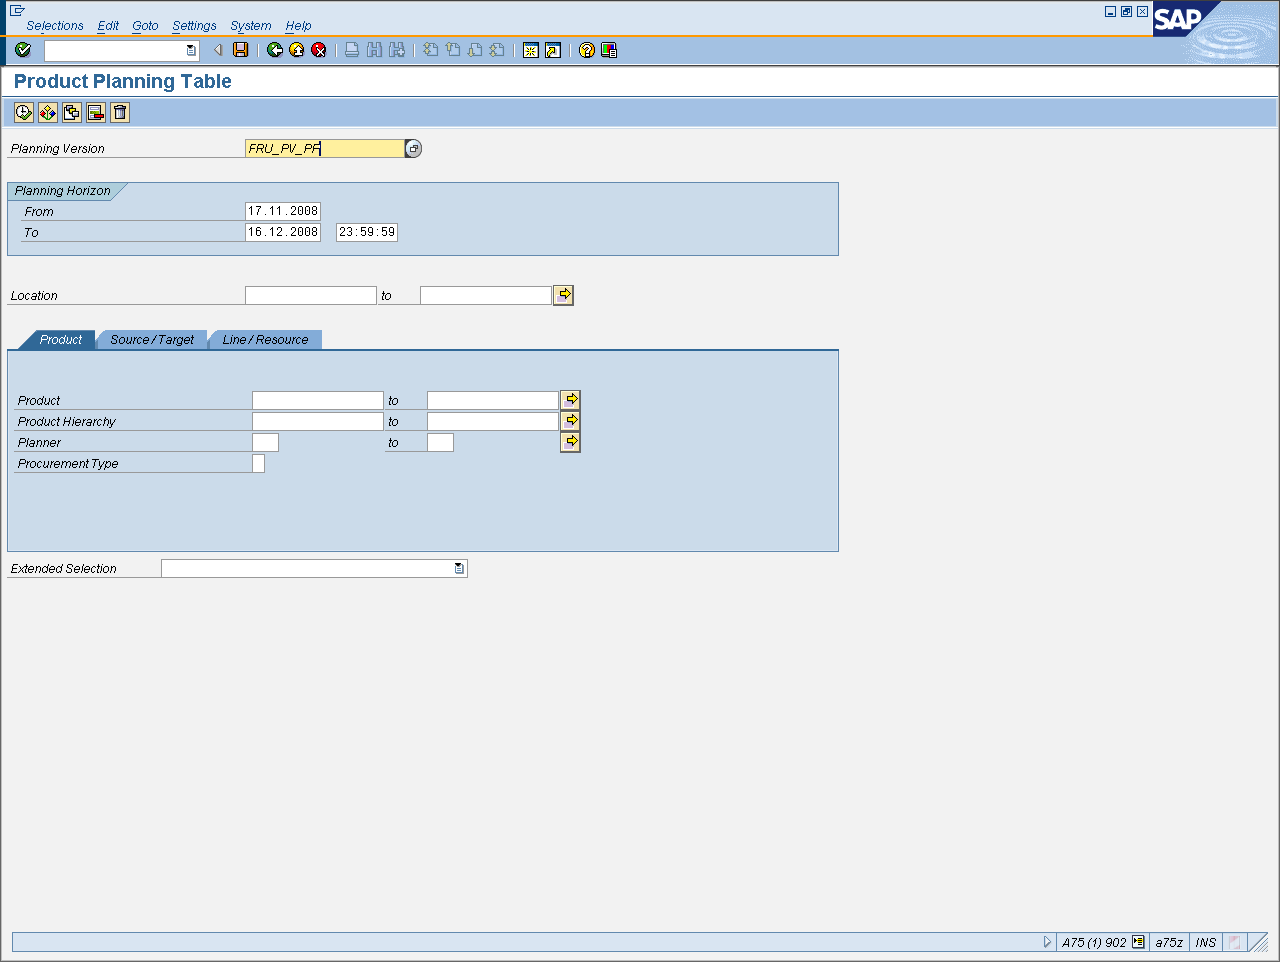 Selections Edit Goto Settings System Help
SAP
Product Planning Table
Planning Version FRU_PV_PF
Planning Horizon
From 17.11.2008
To 16.12.2008 23:59:59
Location to
Product Source / Target Line / Resource
Product to
Product Hierarchy to
Planner to
Procurement Type
Extended Selection
A75 (1) 902 a75z INS